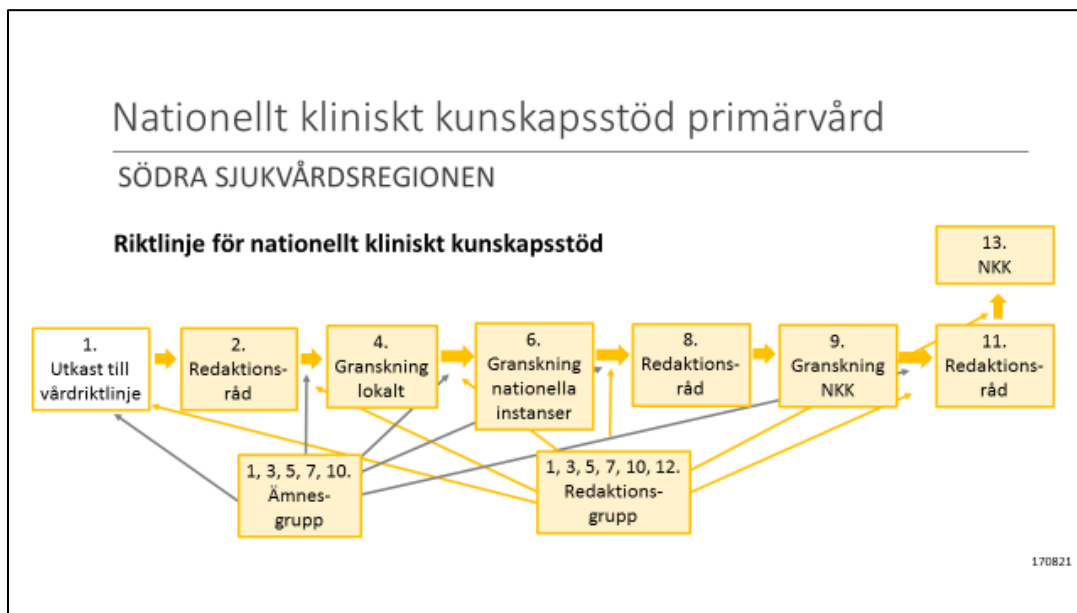 Nationellt kliniskt kunskapsstöd primärvård
SÖDRA SJUKVÅRDSREGIONEN
Riktlinje för nationellt kliniskt kunskapsstöd
13.
NKK
1.
Utkast till
vårdriktlinje
2.
Redaktions-
råd
4.
Granskning
lokalt
6.
Granskning
nationella
instanser
8.
Redaktions-
råd
9.
Granskning
NKK
11.
Redaktions-
råd
1, 3, 5, 7, 10.
Ämnes-
grupp
1, 3, 5, 7, 10, 12.
Redaktions-
grupp
170821